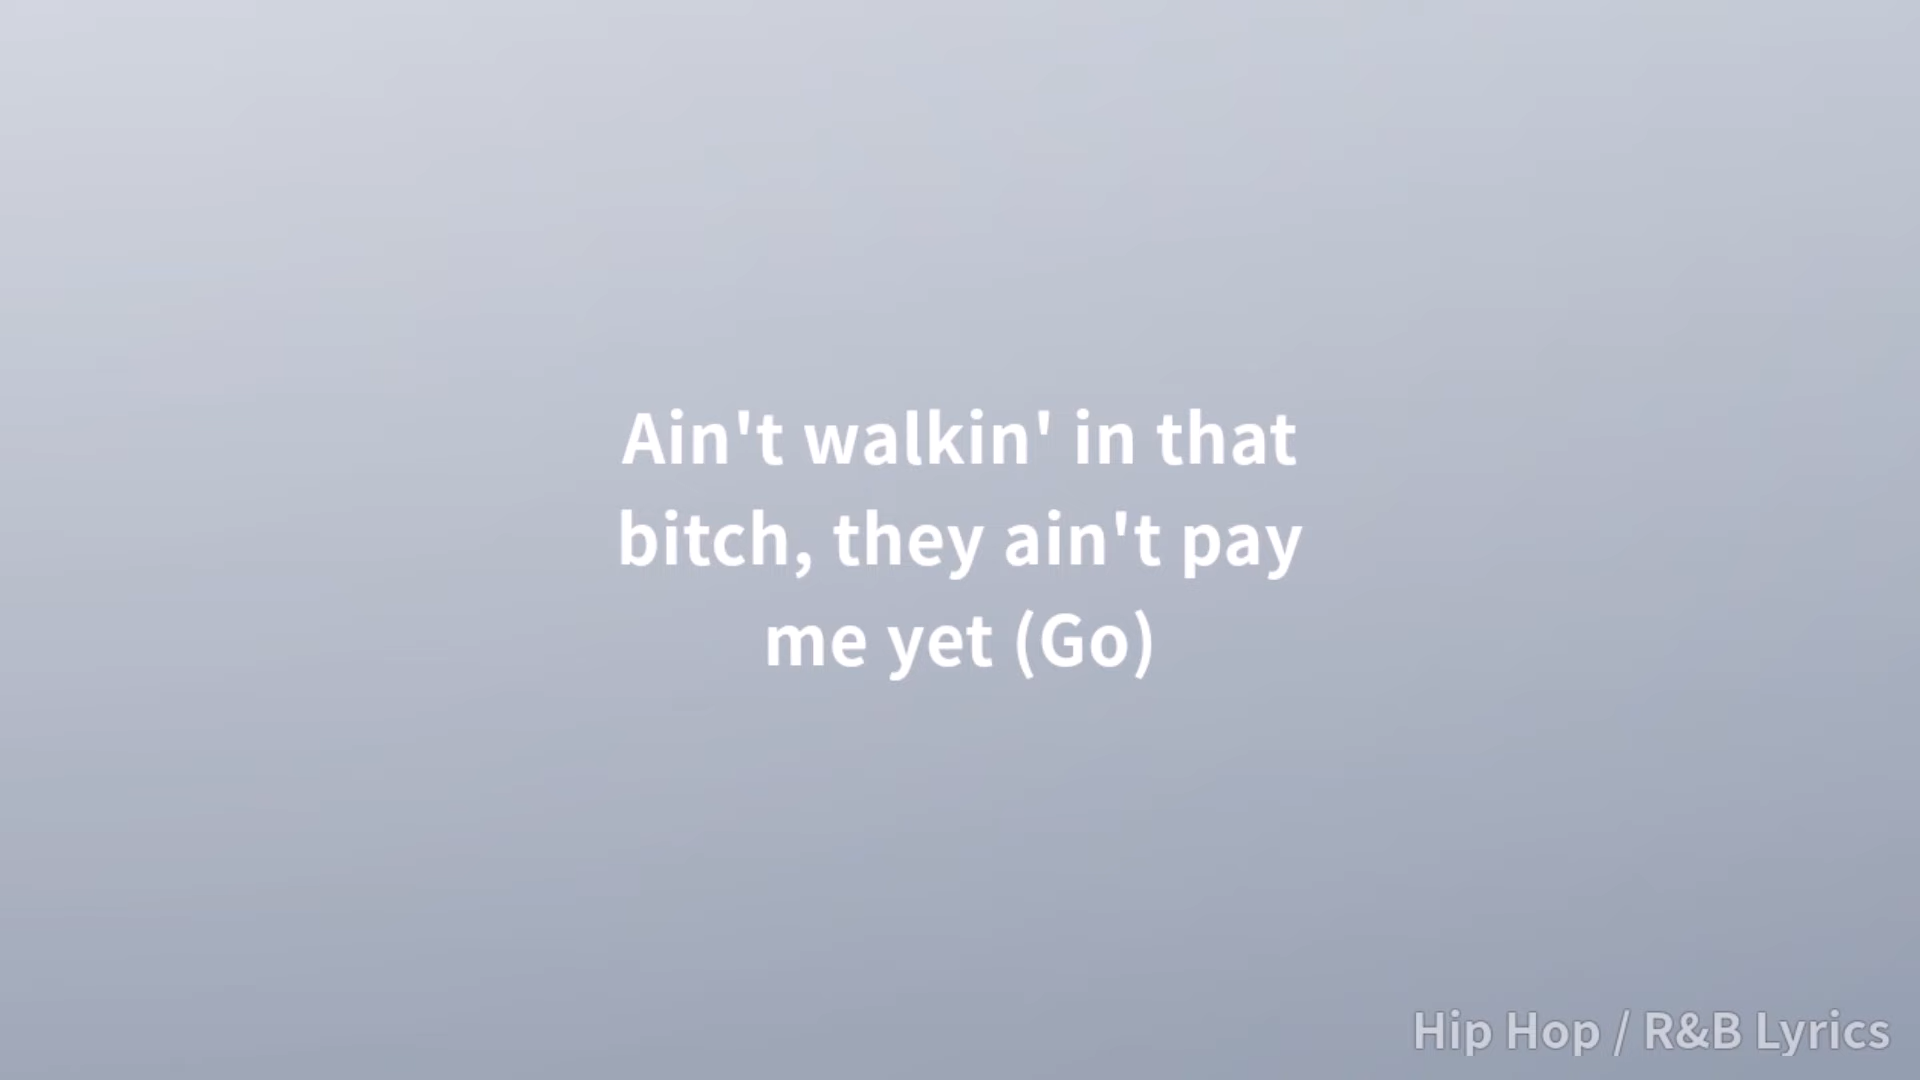 Ain't walkin' in that
bitch, they ain't pay
me yet (Go)
Hip Hop / R&B Lyrics